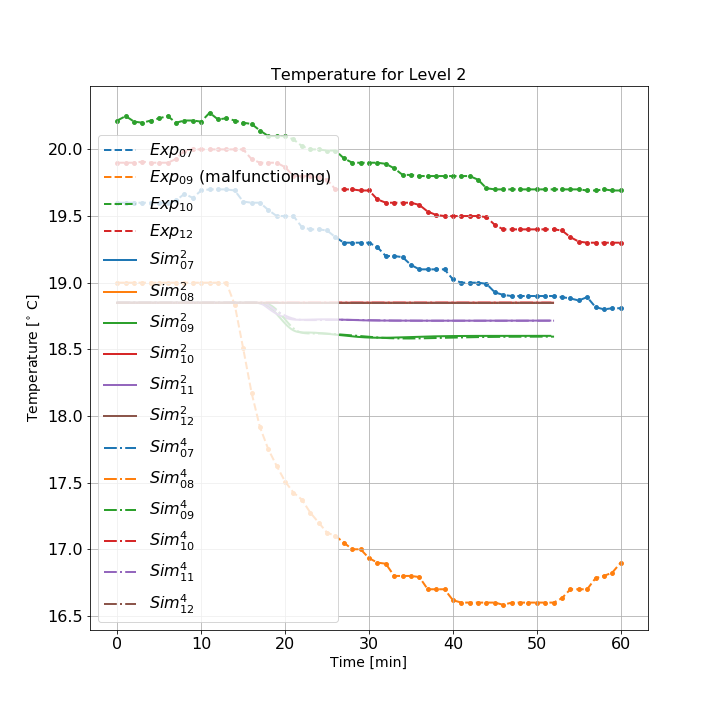 Temperature for Level 2
Temperature [° C]
20.0
19.5
19.0
18.5
18.0
17.5
17.0
16.5
Exp07
Exp09 (malfunctioning)
Exp10
Exp12
Sim²07
Sim²08
Sim²09
Sim²10
Sim²11
Sim²12
Sim⁴07
Sim⁴08
Sim⁴09
Sim⁴10
Sim⁴11
Sim⁴12
0 10 20 30 40 50 60
Time [min]